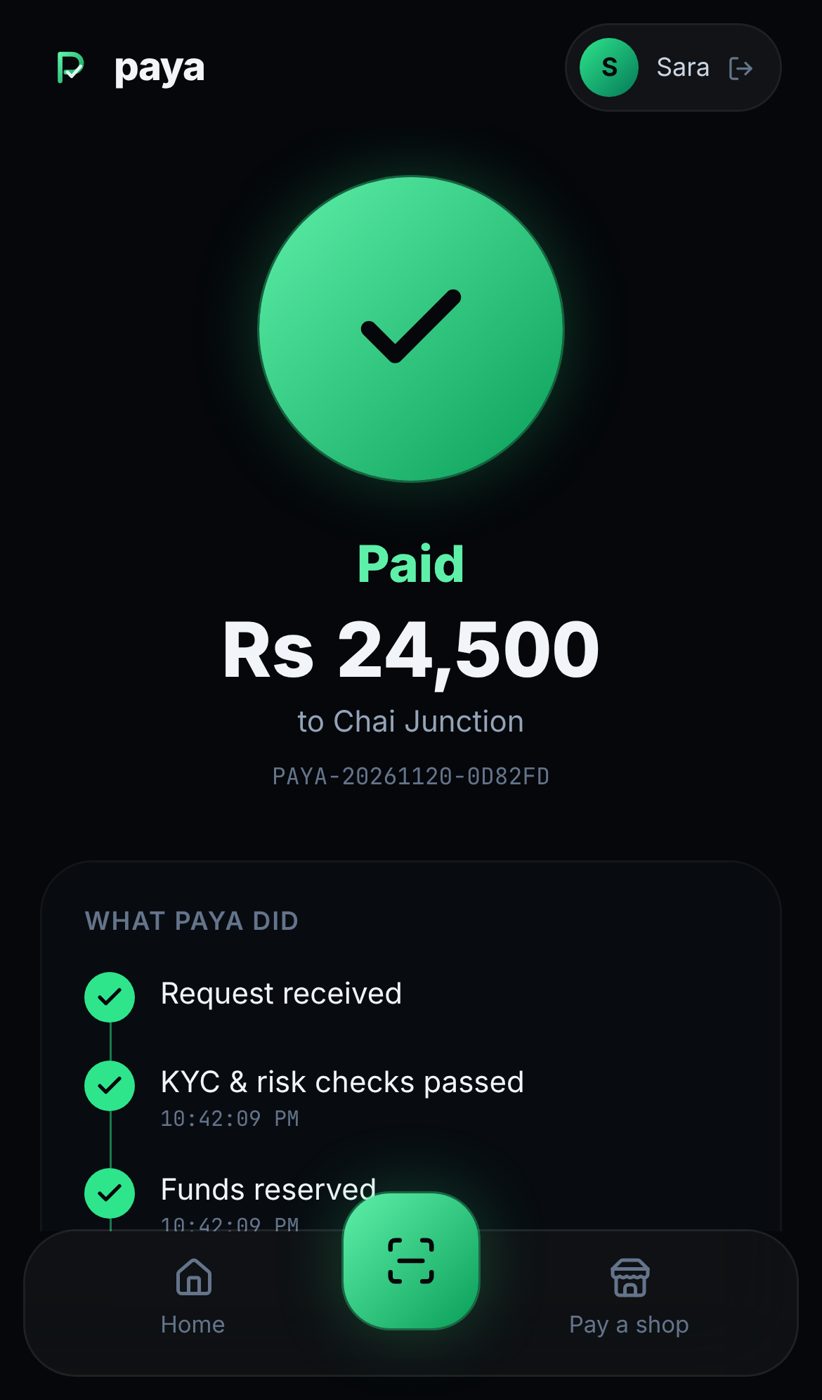 paya
S
Sara
Paid
Rs 24,500
to Chai Junction
PAYA-20261120-0D82FD
WHAT PAYA DID
Request received
KYC & risk checks passed
10:42:09 PM
Funds reserved
10:42:09 PM
Home
Pay a shop